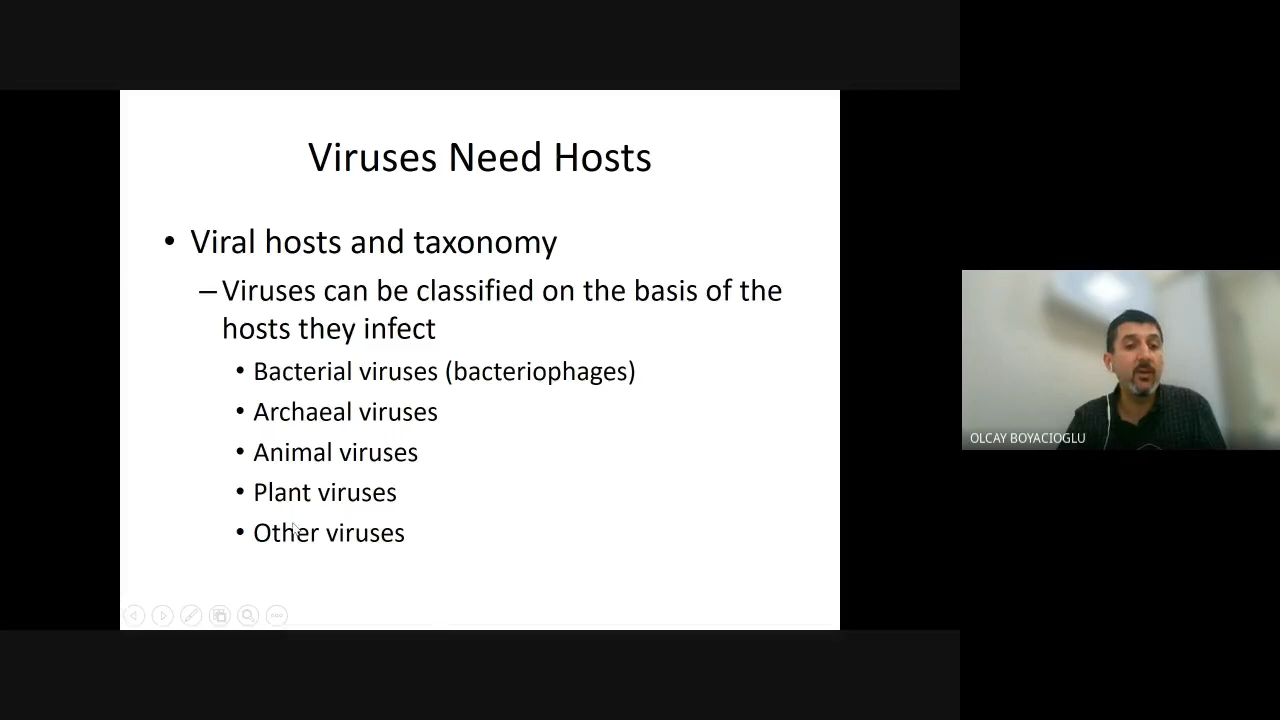 Viruses Need Hosts
• Viral hosts and taxonomy
– Viruses can be classified on the basis of the
hosts they infect
• Bacterial viruses (bacteriophages)
• Archaeal viruses
• Animal viruses
• Plant viruses
• Other viruses
OLCAY BOYACIOGLU